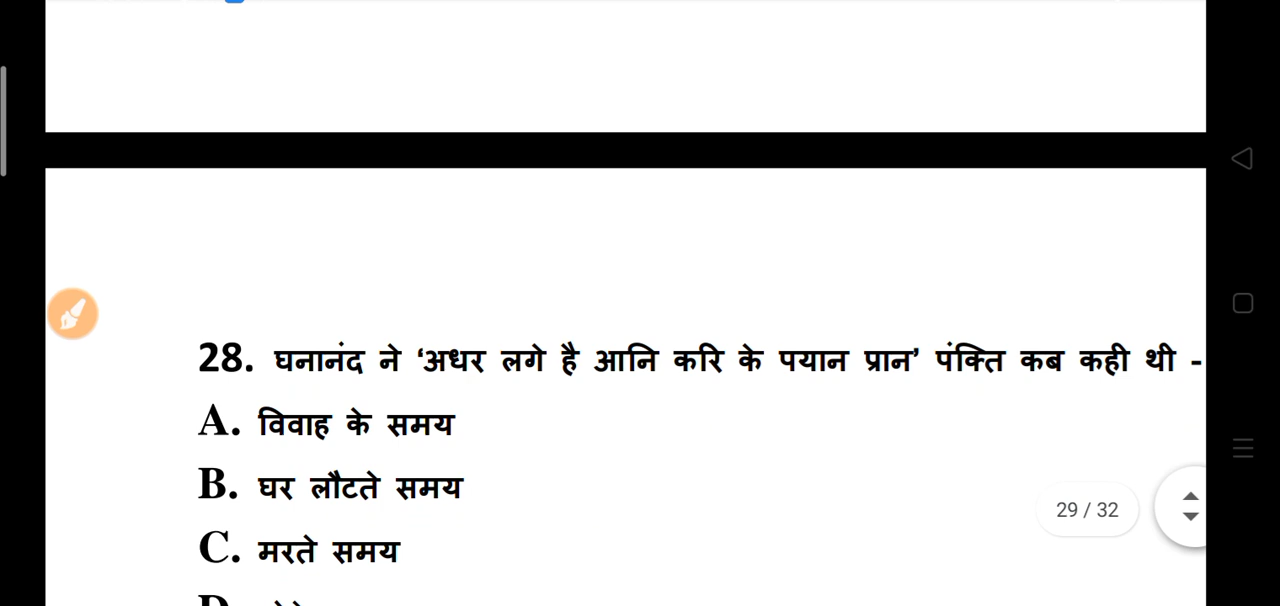 28. घनानंद ने ‘अधर लगे है आनि करि के पयान प्रान’ पंक्ति कब कही थी -
A. विवाह के समय
B. घर लौटते समय
29 / 32
C. मरते समय
D.